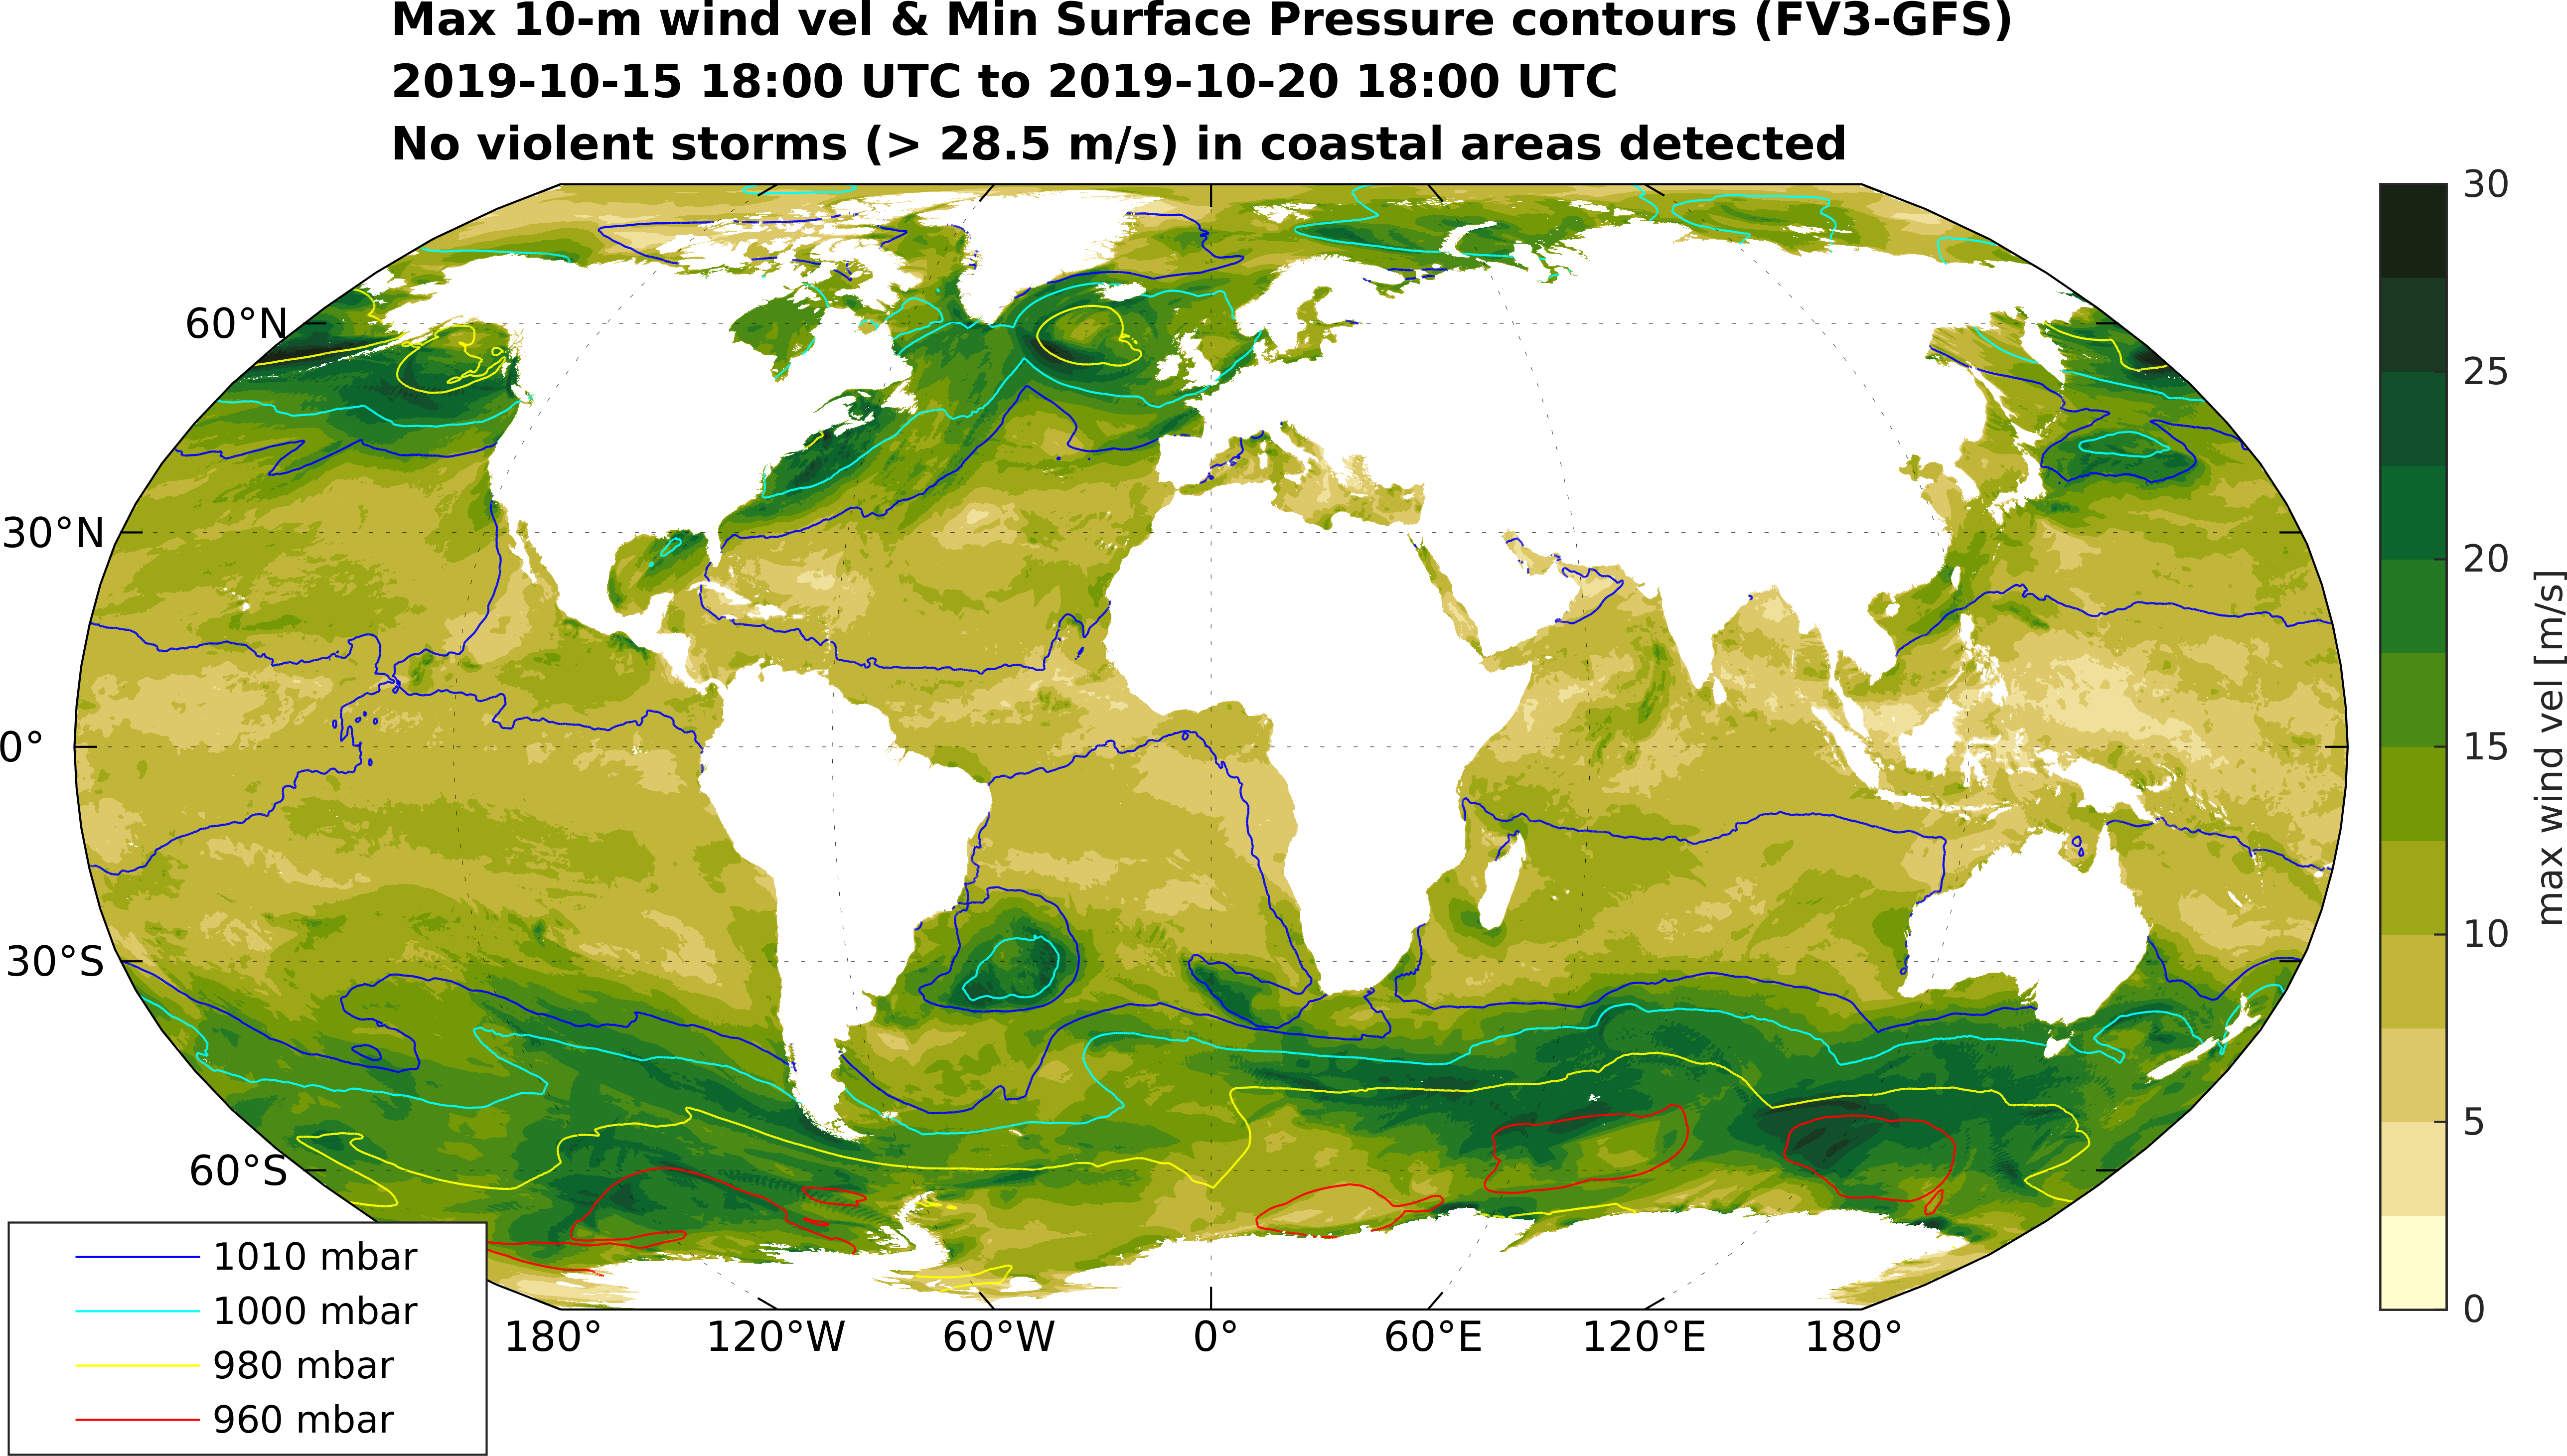 Max 10-m wind vel & Min Surface Pressure contours (FV3-GFS)
2019-10-15 18:00 UTC to 2019-10-20 18:00 UTC
No violent storms (> 28.5 m/s) in coastal areas detected
60°N
30°N
0°
30°S
60°S
180°
120°W
60°W
0°
60°E
120°E
180°
1010 mbar
1000 mbar
980 mbar
960 mbar
30
25
20
15
10
5
0
max wind vel [m/s]